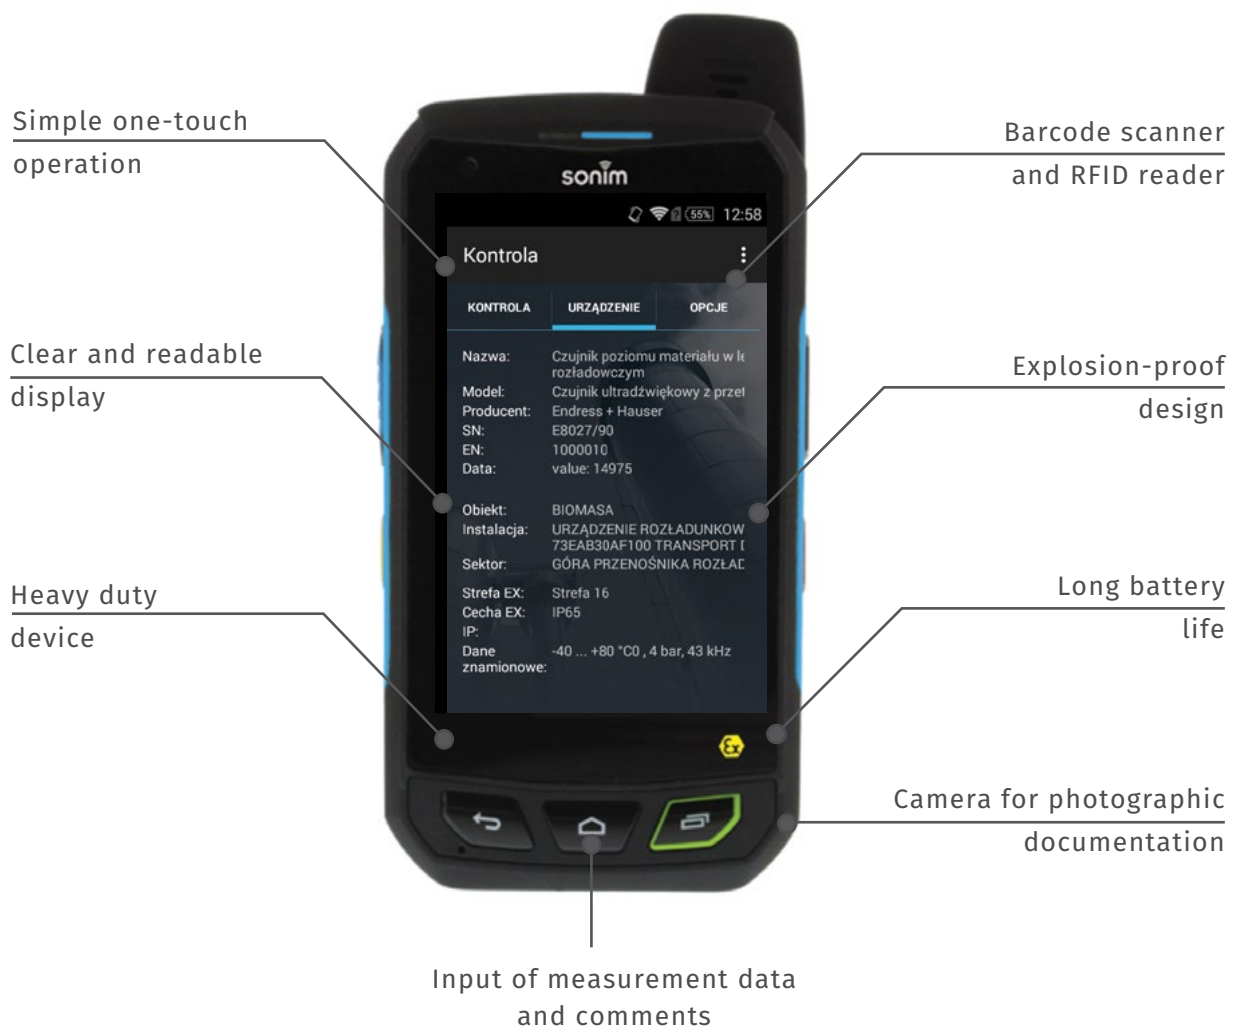 Simple one-touch
operation
Clear and readable
display
Heavy duty
device
sonim
55% 12:58
Kontrola
KONTROLA URZĄDZENIE OPCJE
Nazwa: Czujnik poziomu materiału w le
rozładowczym
Model: Czujnik ultradźwiękowy z przet
Producent: Endress + Hauser
SN: E8027/90
EN: 1000010
Data: value: 14975
Obiekt: BIOMASA
Instalacja: URZĄDZENIE ROZŁADUNKOW
73EAB30AF100 TRANSPORT
Sektor: GÓRA PRZENOŚNIKA ROZŁAD
Strefa EX: Strefa 16
Cecha EX: IP65
IP:
Dane -40 ... +80 °C0 , 4 bar, 43 kHz
znamionowe:
Ex
Barcode scanner
and RFID reader
Explosion-proof
design
Long battery
life
Camera for photographic
documentation
Input of measurement data
and comments